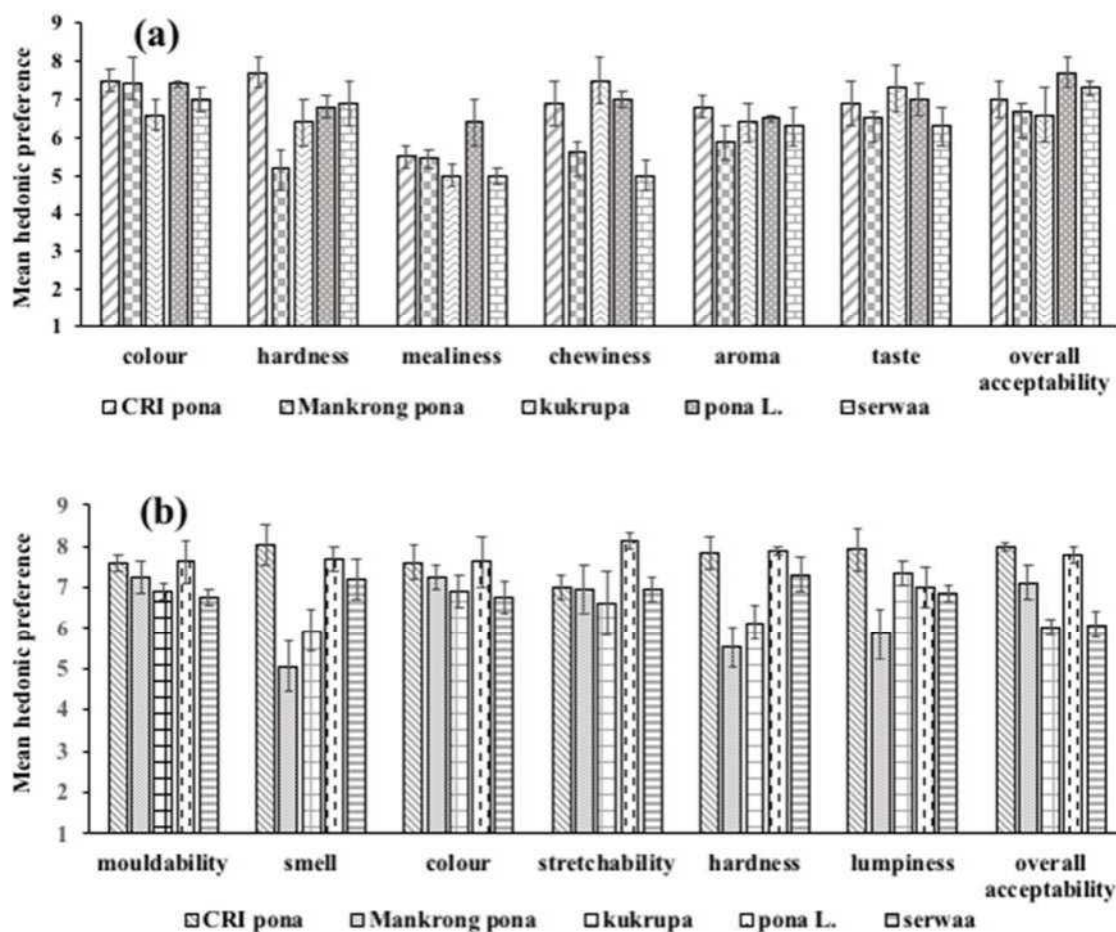 (a)
Mean hedonic preference
9
8
7
6
5
4
3
2
1
colour hardness mealiness chewiness aroma taste overall
acceptability
CRI pona Mankrong pona kukrupa pona L. serwaa
(b)
Mean hedonic preference
9
8
7
6
5
4
3
2
1
mouldability smell colour stretchability hardness lumpiness overall
acceptability
CRI pona Mankrong pona kukrupa pona L. serwaa